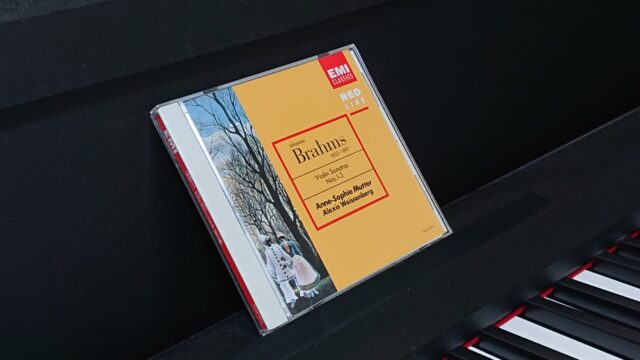 EMI
CLASSICS
RED
LINE
Johannes
Brahms
1833-1897
Violin Sonatas
Nos 1-3
Anne-Sophie Mutter
Alexis Weissenberg